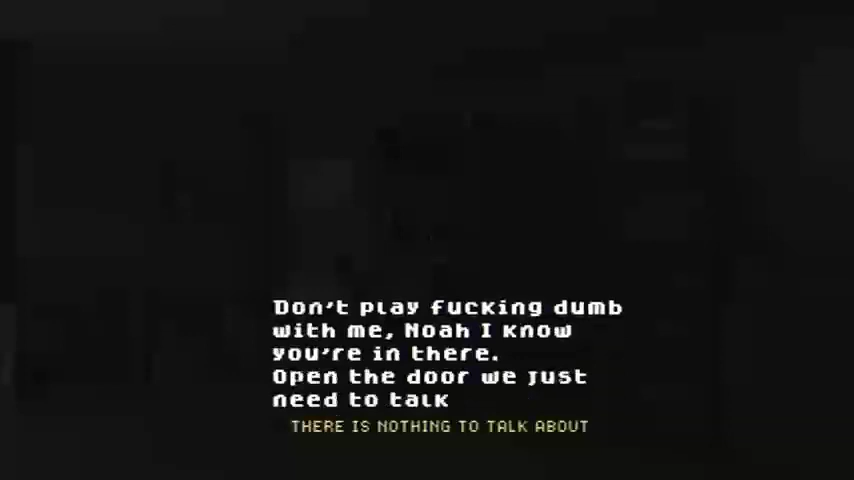 Don't play fucking dumb
with me, Noah I know
you're in there.
Open the door we just
need to talk
THERE IS NOTHING TO TALK ABOUT